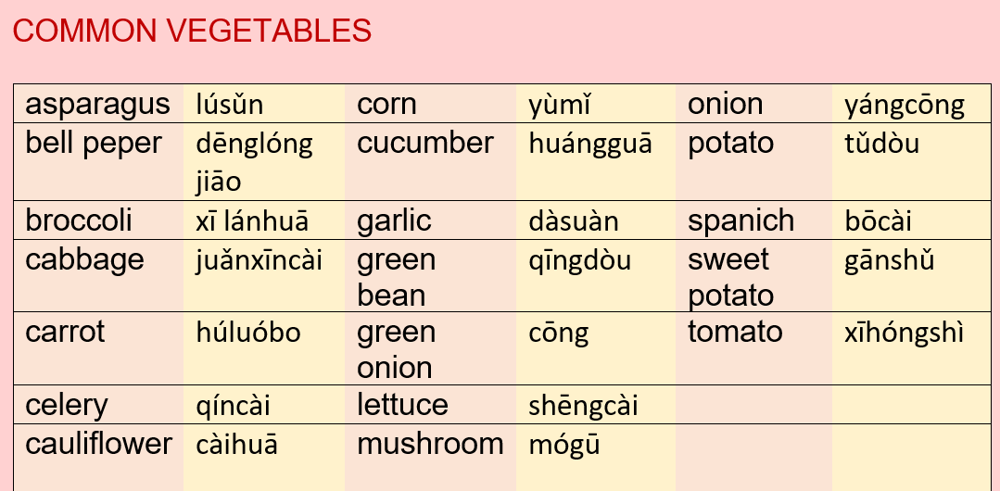 COMMON VEGETABLES
asparagus lúsǔn corn yùmǐ onion yángcōng
bell peper dēnglóng cucumber huángguā potato tǔdòu
jiāo
broccoli xī lánhuā garlic dàsuàn spanich bōcài
cabbage juǎnxīncài green qīngdòu sweet gānshǔ
bean potato
carrot húluóbo green cōng tomato xīhóngshì
onion
celery qíncài lettuce shēngcài
cauliflower càihuā mushroom mógū